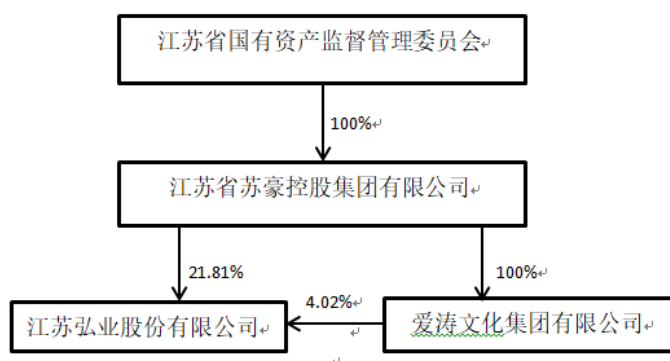 江苏省国有资产监督管理委员会
100%
江苏省苏豪控股集团有限公司
21.81%
100%
4.02%
江苏弘业股份有限公司
爱涛文化集团有限公司